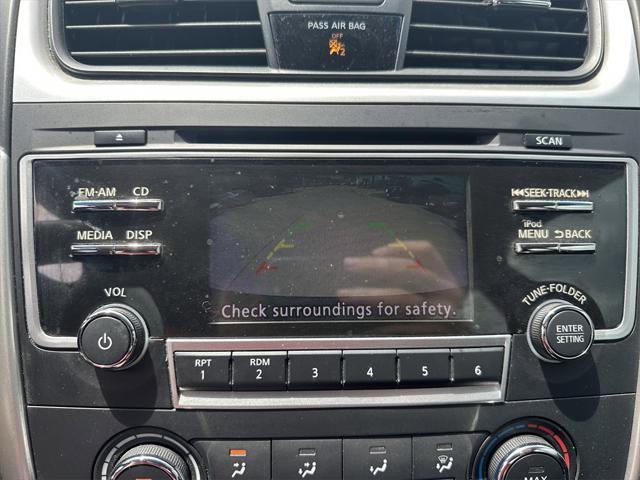 PASS AIR BAG
OFF
2
SCAN
FM-AM CD
SEEK-TRACK
MEDIA DISP
iPod
MENU BACK
Check surroundings for safety.
VOL
TUNE-FOLDER
ENTER
SETTING
RPT
1
RDM
2
3
4
5
6
MAX